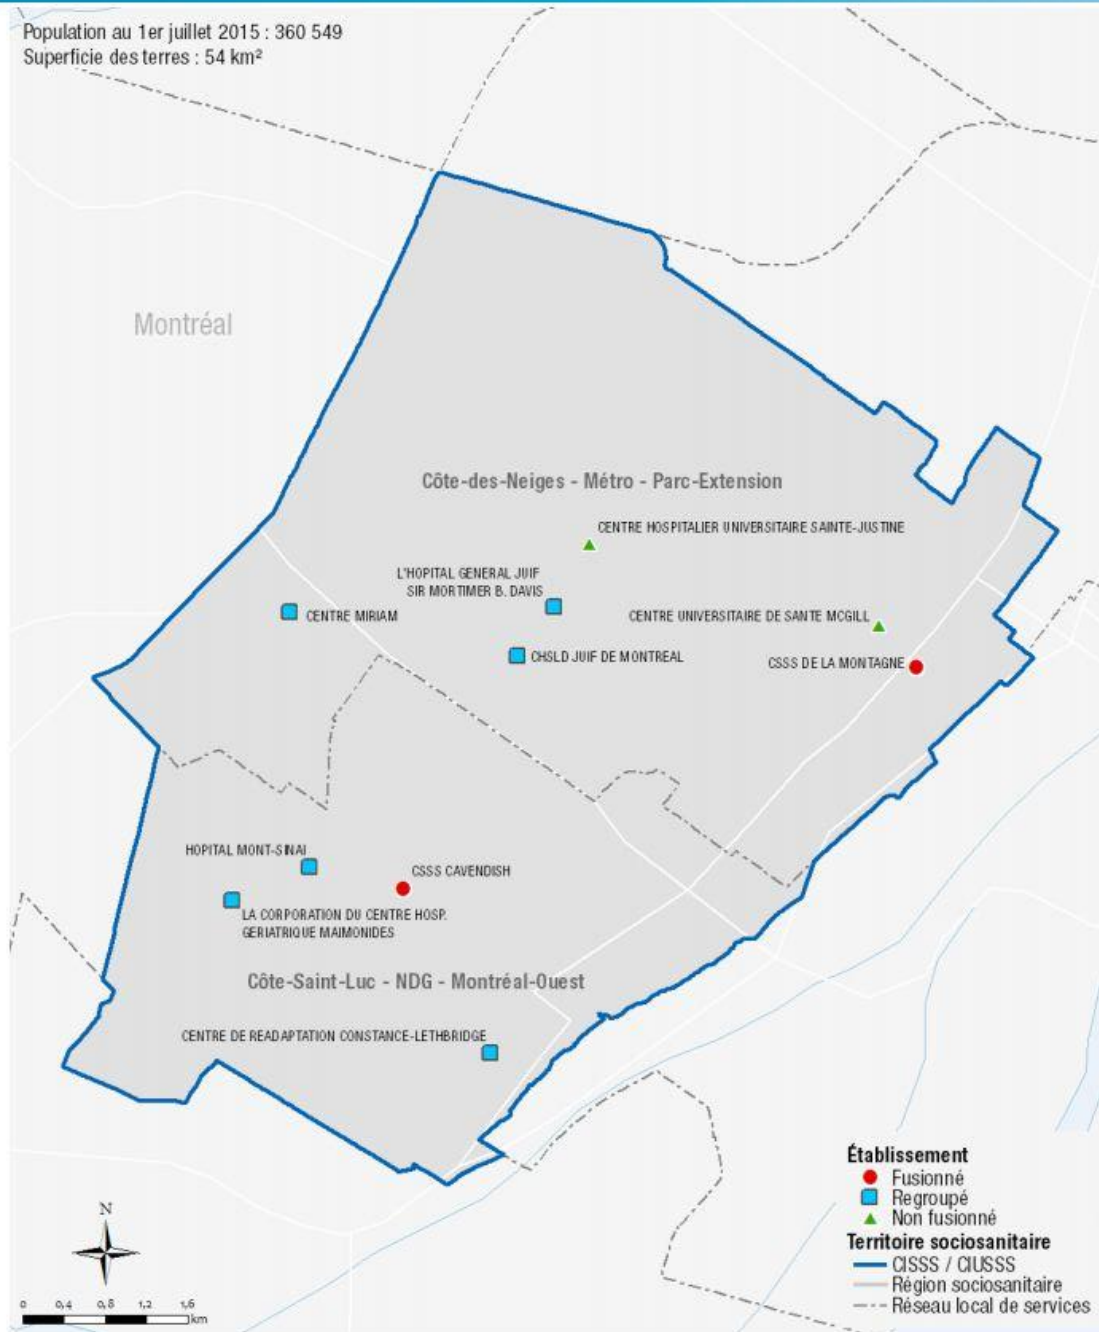 Population au 1er juillet 2015 : 360 549
Superficie des terres : 54 km²
Montréal
Côte-des-Neiges - Métro - Parc-Extension
CENTRE HOSPITALIER UNIVERSITAIRE SAINTE-JUSTINE
L'HOPITAL GENERAL JUIF
SIR MORTIMER B. DAVIS
CENTRE MIRIAM
CENTRE UNIVERSITAIRE DE SANTE MCGILL
CHSLD JUIF DE MONTREAL
CSSS DE LA MONTAGNE
HOPITAL MONT-SINAI
CSSS CAVENDISH
LA CORPORATION DU CENTRE HOSP.
GERIATRIQUE MAIMONIDES
Côte-Saint-Luc - NDG - Montréal-Ouest
CENTRE DE READAPTATION CONSTANCE-LETHBRIDGE
Établissement
Fusionné
Regroupé
Non fusionné
Territoire sociosanitaire
CISSS / CIUSSS
Région sociosanitaire
Réseau local de services
N
0 0,4 0,8 1,2 1,6
km